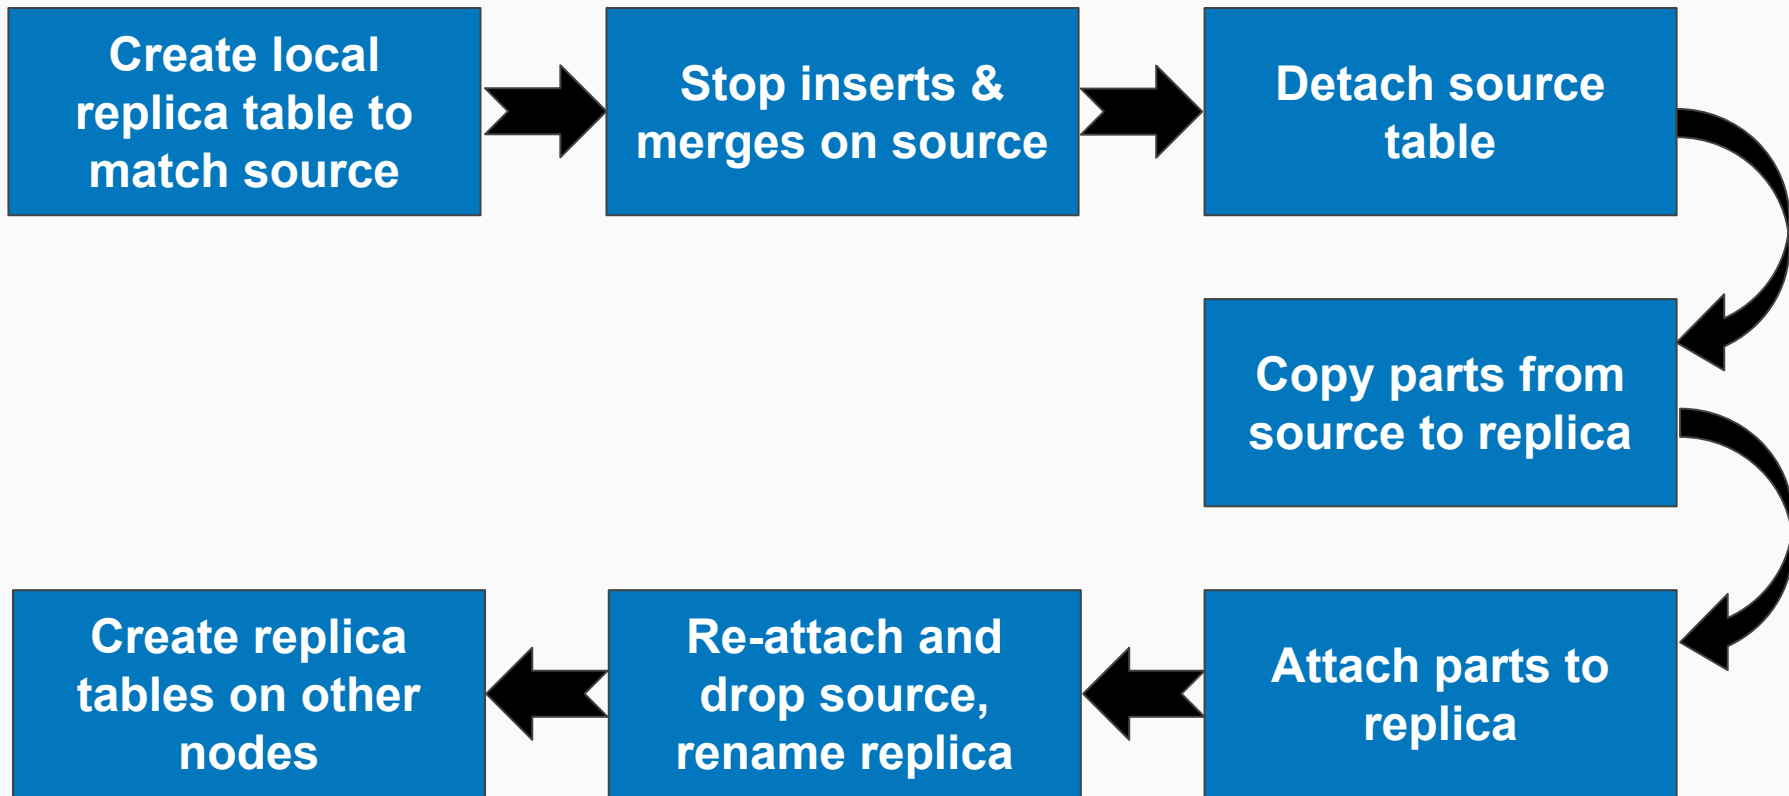 Create local
replica table to
match source
Stop inserts &
merges on source
Detach source
table
Copy parts from
source to replica
Attach parts to
replica
Re-attach and
drop source,
rename replica
Create replica
tables on other
nodes